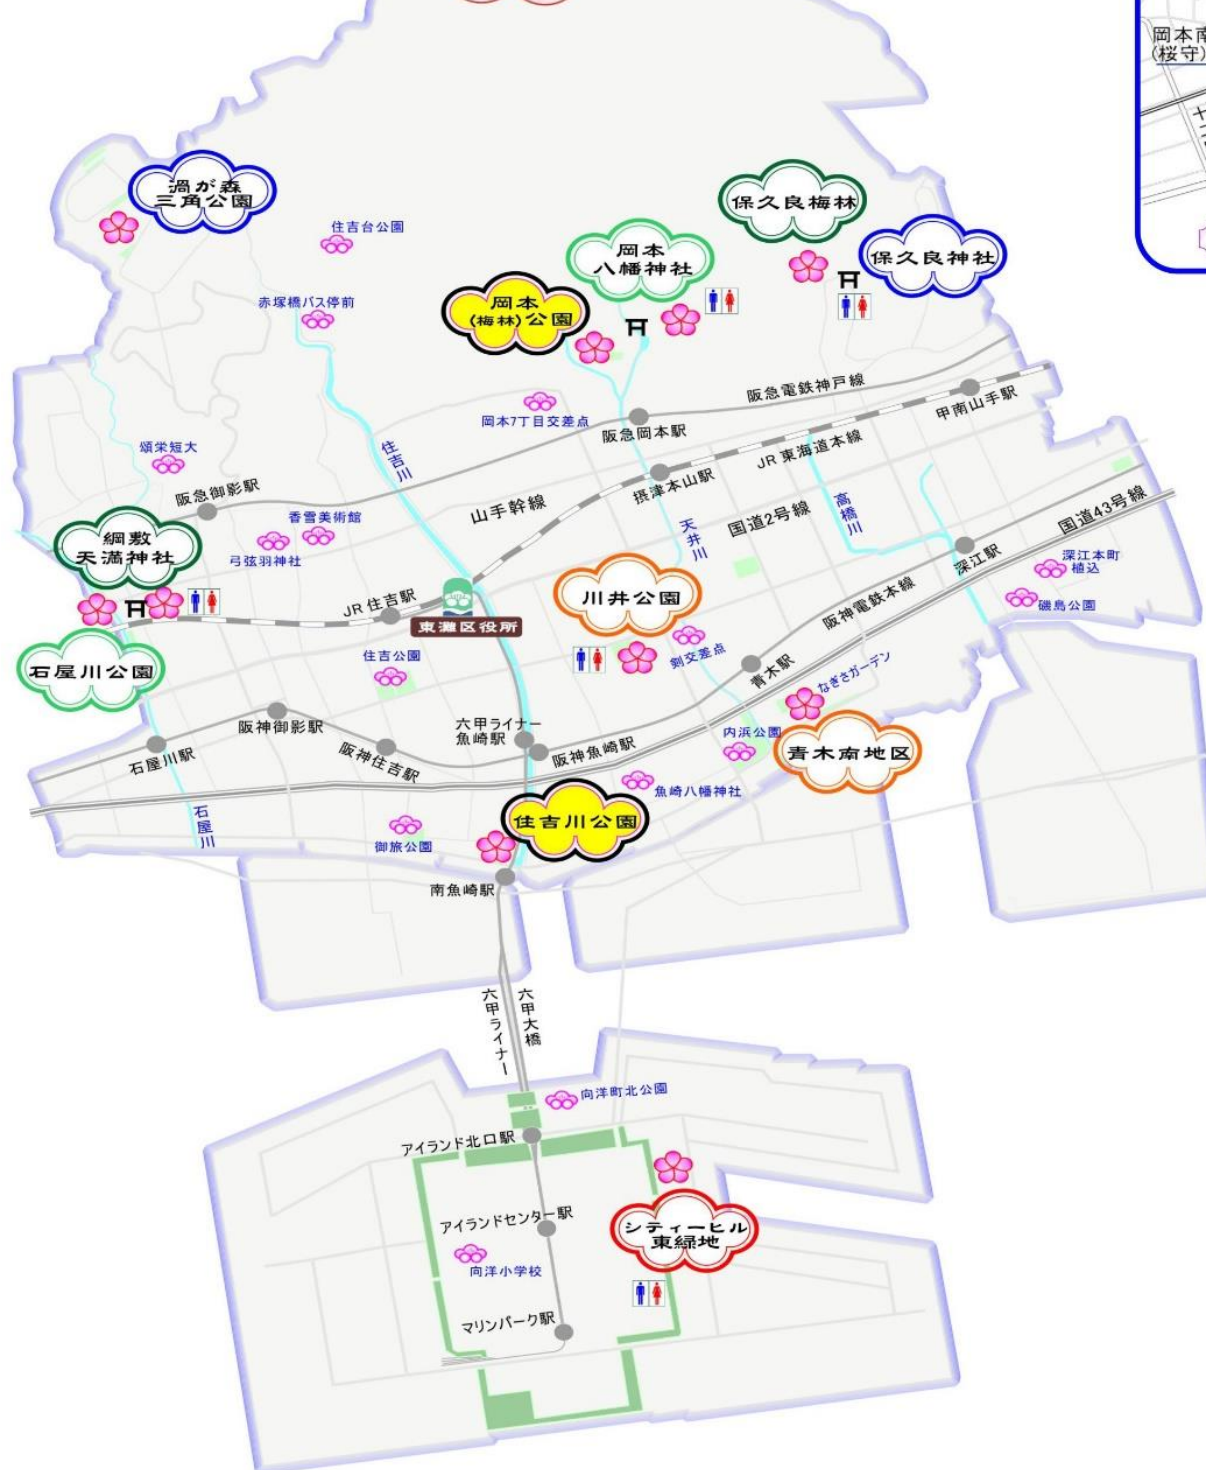 岡本南
(桜守)
渦が森
三角公園
住吉台公園
赤塚橋バス停前
保久良梅林
岡本
八幡神社
保久良神社
岡本
(梅林)公園
阪急電鉄神戸線
甲南山手駅
岡本7丁目交差点
阪急岡本駅
JR東海道本線
住吉川
頌栄短大
阪急御影駅
山手幹線
摂津本山駅
高橋川
国道2号線
国道43号線
香雪美術館
弓弦羽神社
天井川
綱敷
天満神社
深江駅
深江本町
植込
川井公園
JR住吉駅
東灘区役所
阪神電鉄本線
磯島公園
石屋川公園
住吉公園
剣交差点
青木駅
なぎさガーデン
阪神御影駅
六甲ライナー
魚崎駅
内浜公園
石屋川駅
阪神住吉駅
阪神魚崎駅
青木南地区
魚崎八幡神社
石屋川
住吉川公園
御旅公園
南魚崎駅
六甲ライナー
六甲大橋
向洋町北公園
アイランド北口駅
アイランドセンター駅
シティーヒル
東緑地
向洋小学校
マリンパーク駅